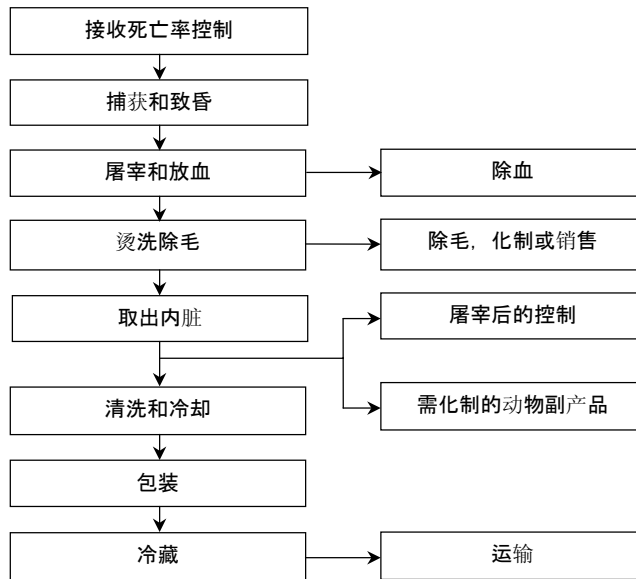 接收死亡率控制
捕获和致昏
屠宰和放血
除血
烫洗除毛
除毛，化制或销售
取出内脏
屠宰后的控制
清洗和冷却
需化制的动物副产品
包装
冷藏
运输